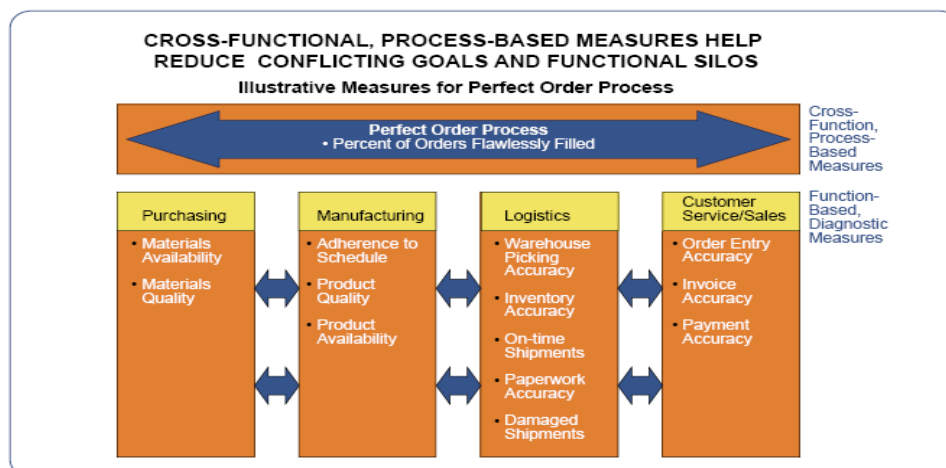 CROSS-FUNCTIONAL, PROCESS-BASED MEASURES HELP
REDUCE CONFLICTING GOALS AND FUNCTIONAL SILOS
Illustrative Measures for Perfect Order Process
Perfect Order Process
• Percent of Orders Flawlessly Filled
Cross-
Function,
Process-
Based
Measures
Purchasing
• Materials
Availability
• Materials
Quality
Manufacturing
• Adherence to
Schedule
• Product
Quality
• Product
Availability
Logistics
• Warehouse
Picking
Accuracy
• Inventory
Accuracy
• On-time
Shipments
• Paperwork
Accuracy
• Damaged
Shipments
Customer
Service/Sales
• Order Entry
Accuracy
• Invoice
Accuracy
• Payment
Accuracy
Function-
Based,
Diagnostic
Measures